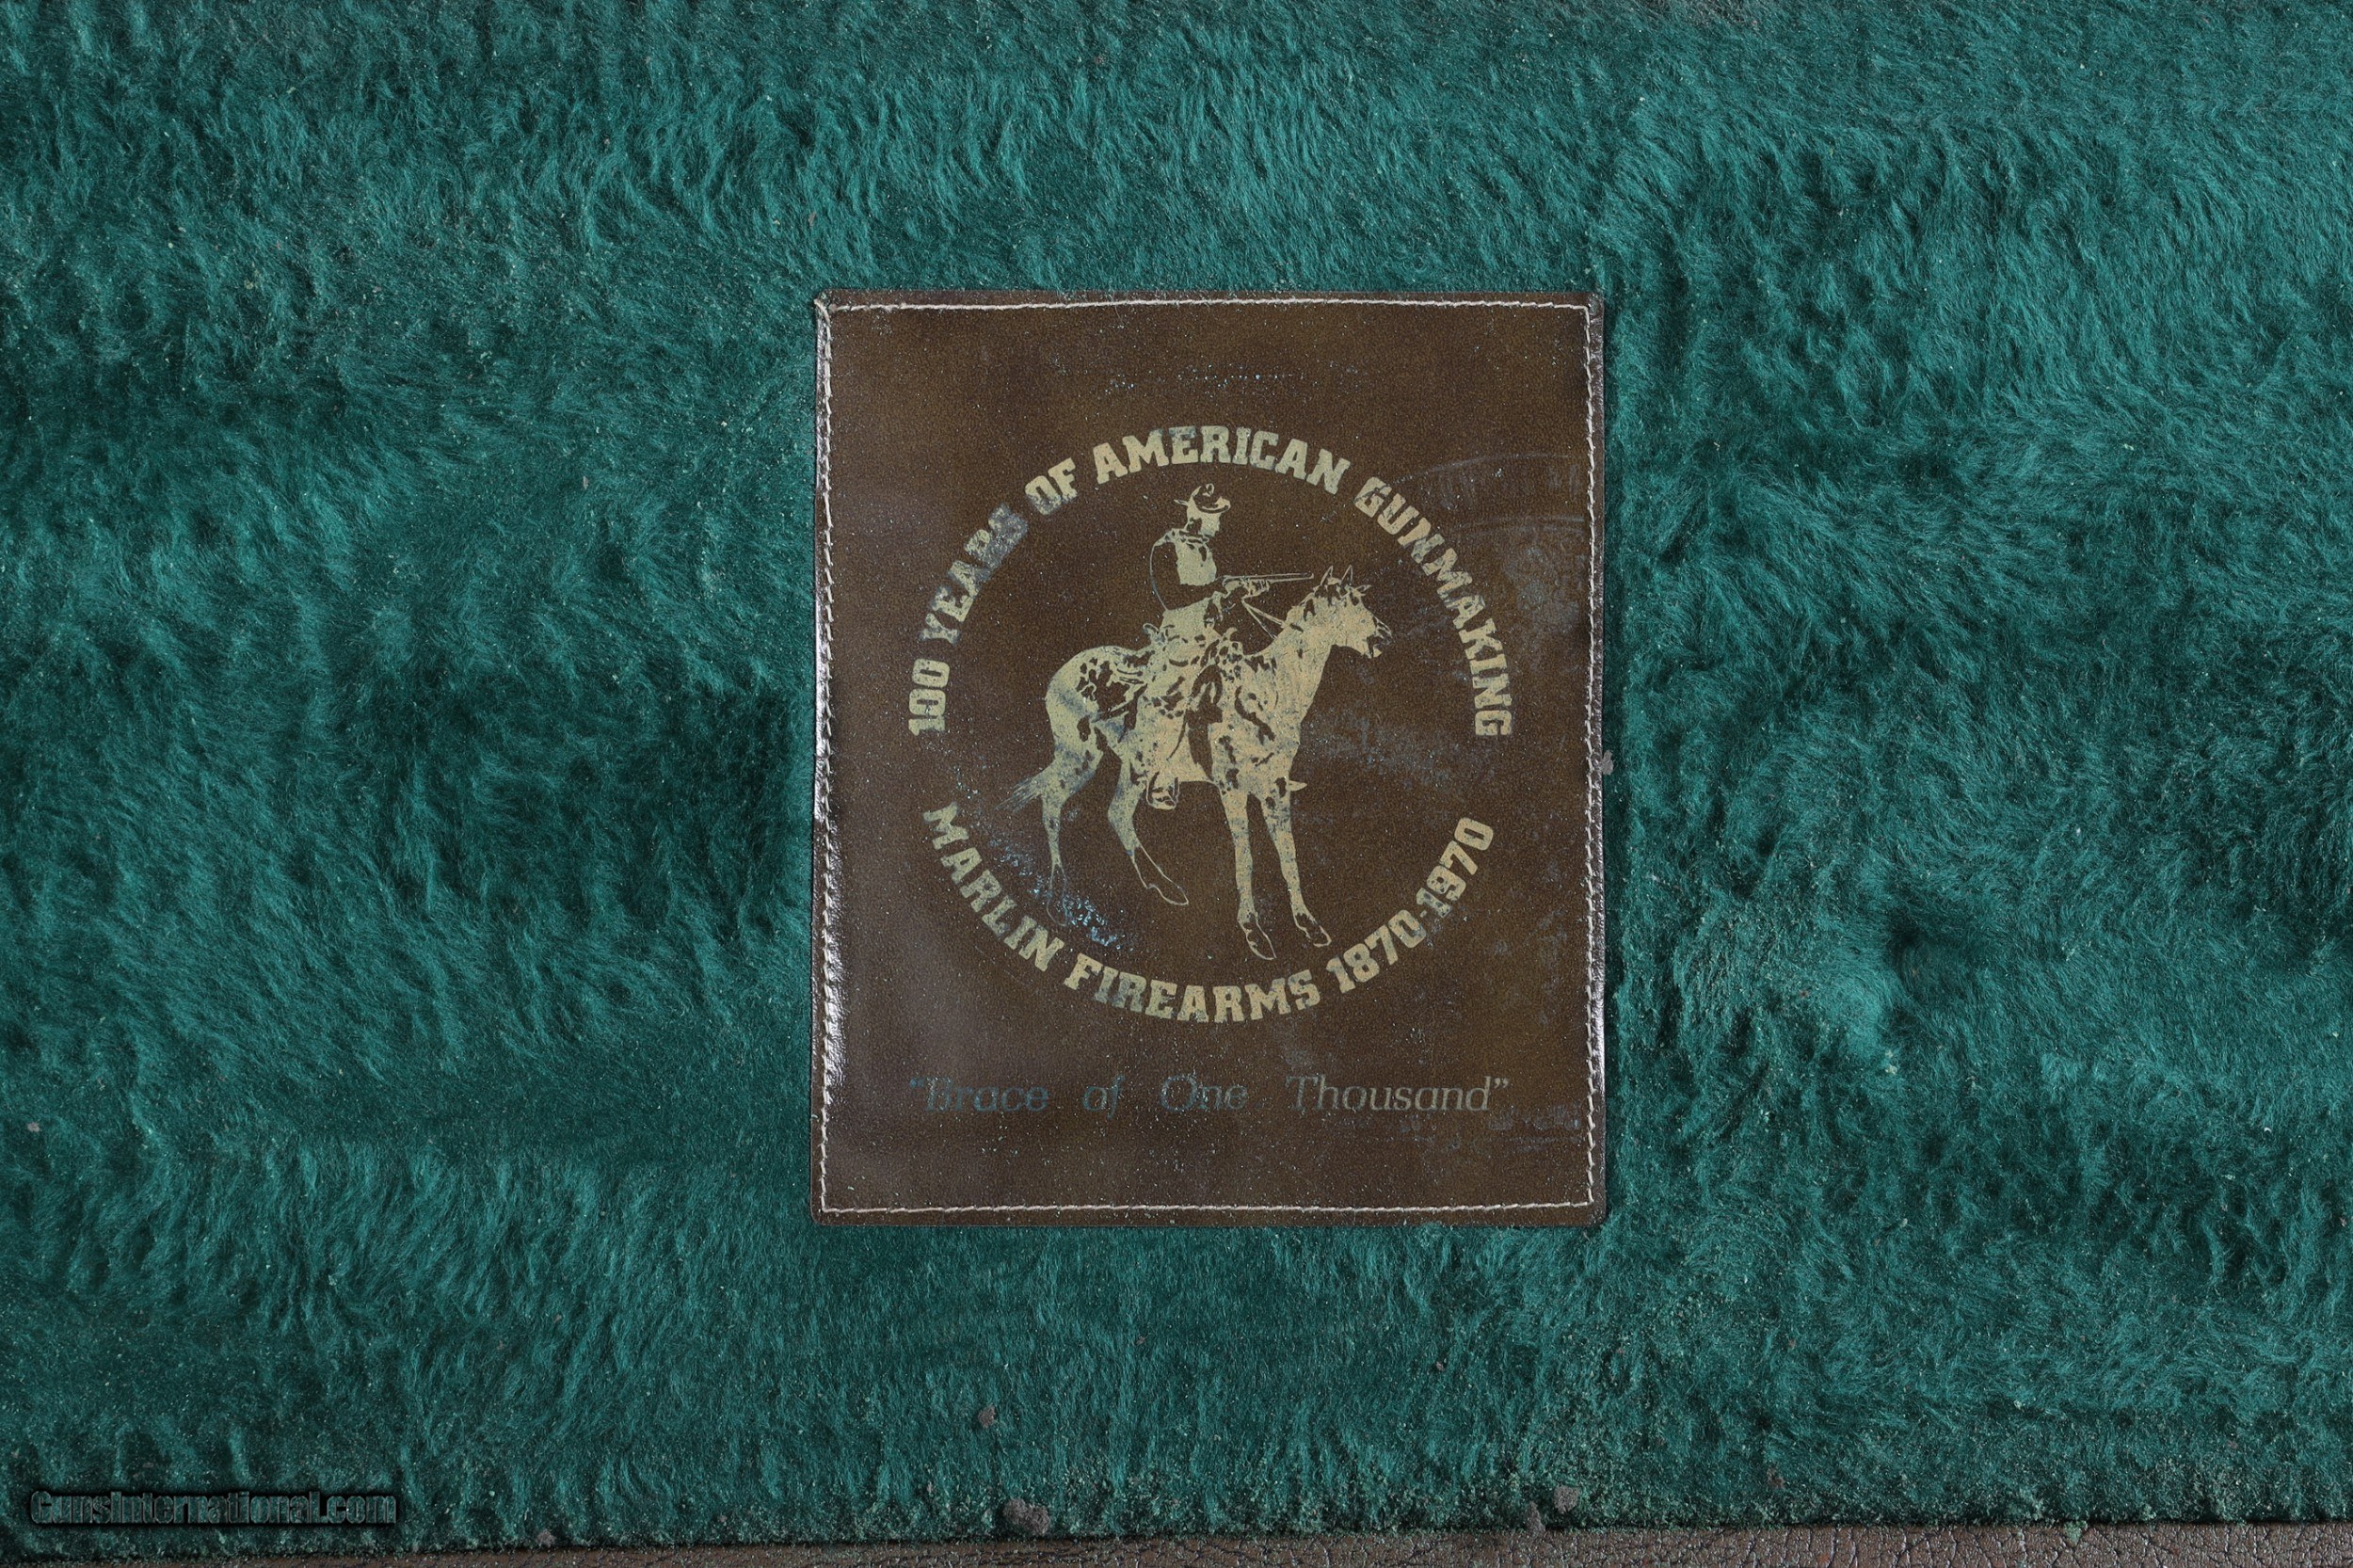 100 YEARS OF AMERICAN GUNMAKING
MARLIN FIREARMS 1870-1970
"Brace of One Thousand"
GunsInternational.com